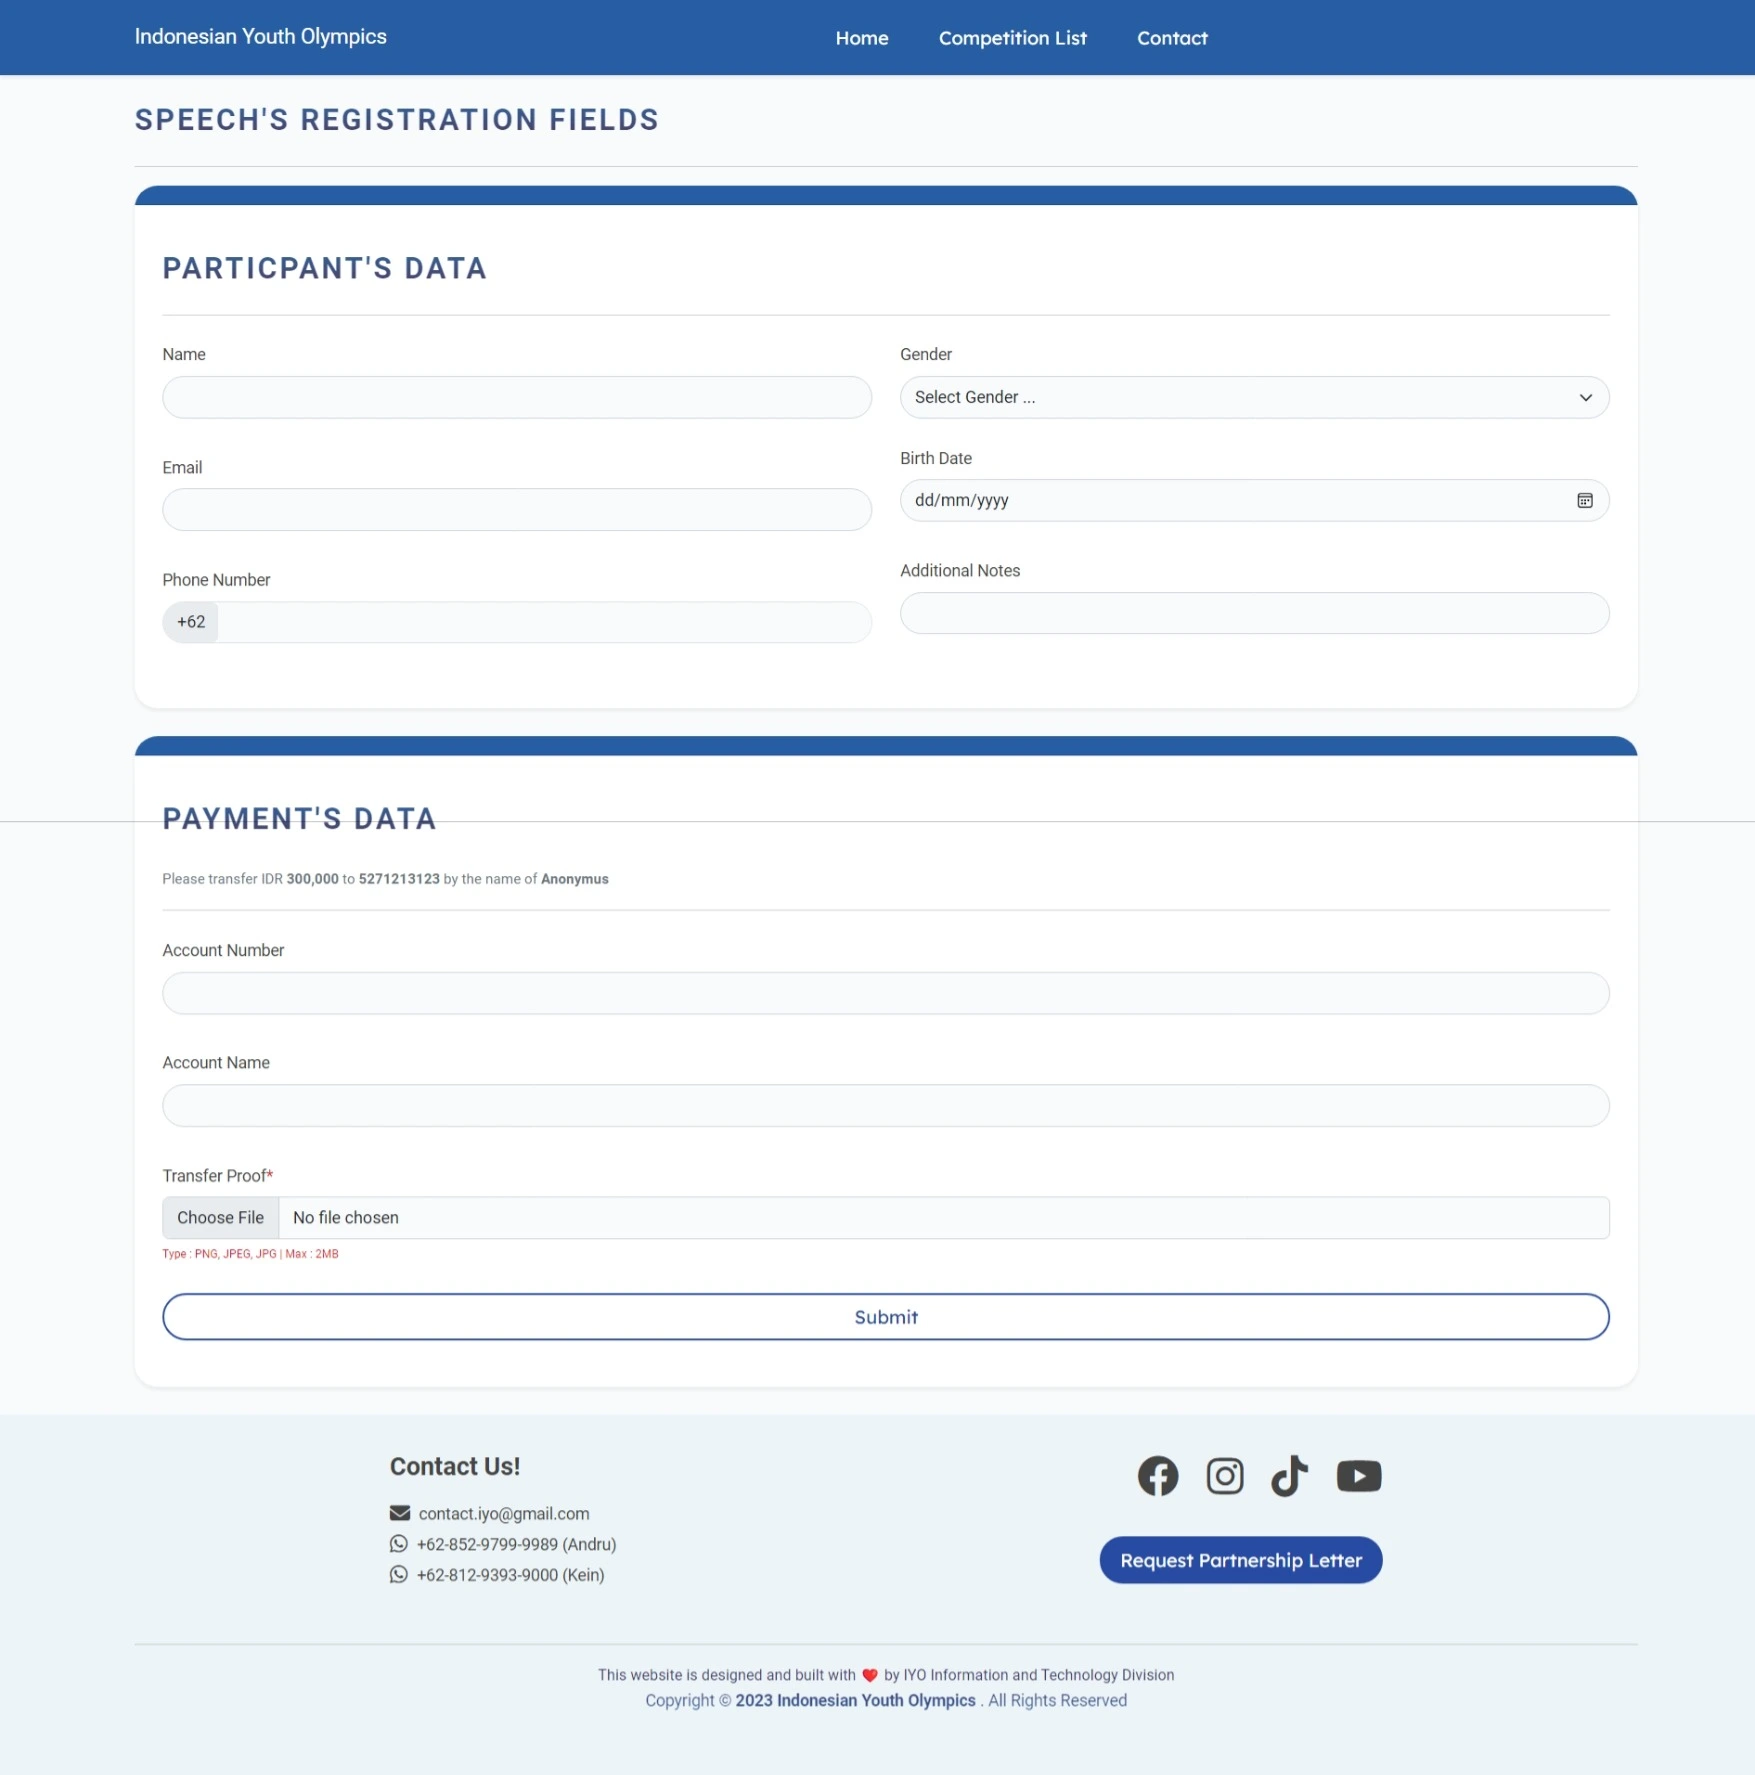 Indonesian Youth Olympics
Home
Competition List
Contact
SPEECH'S REGISTRATION FIELDS
PARTICPANT'S DATA
Name
Gender
Select Gender ...
Email
Birth Date
dd/mm/yyyy
Phone Number
+62
Additional Notes
PAYMENT'S DATA
Please transfer IDR 300,000 to 5271213123 by the name of Anonymus
Account Number
Account Name
Transfer Proof*
Choose File
No file chosen
Type : PNG, JPEG, JPG | Max : 2MB
Submit
Contact Us!
contact.iyo@gmail.com
+62-852-9799-9989 (Andru)
+62-812-9393-9000 (Kein)
Request Partnership Letter
This website is designed and built with ❤️ by IYO Information and Technology Division
Copyright © 2023 Indonesian Youth Olympics . All Rights Reserved